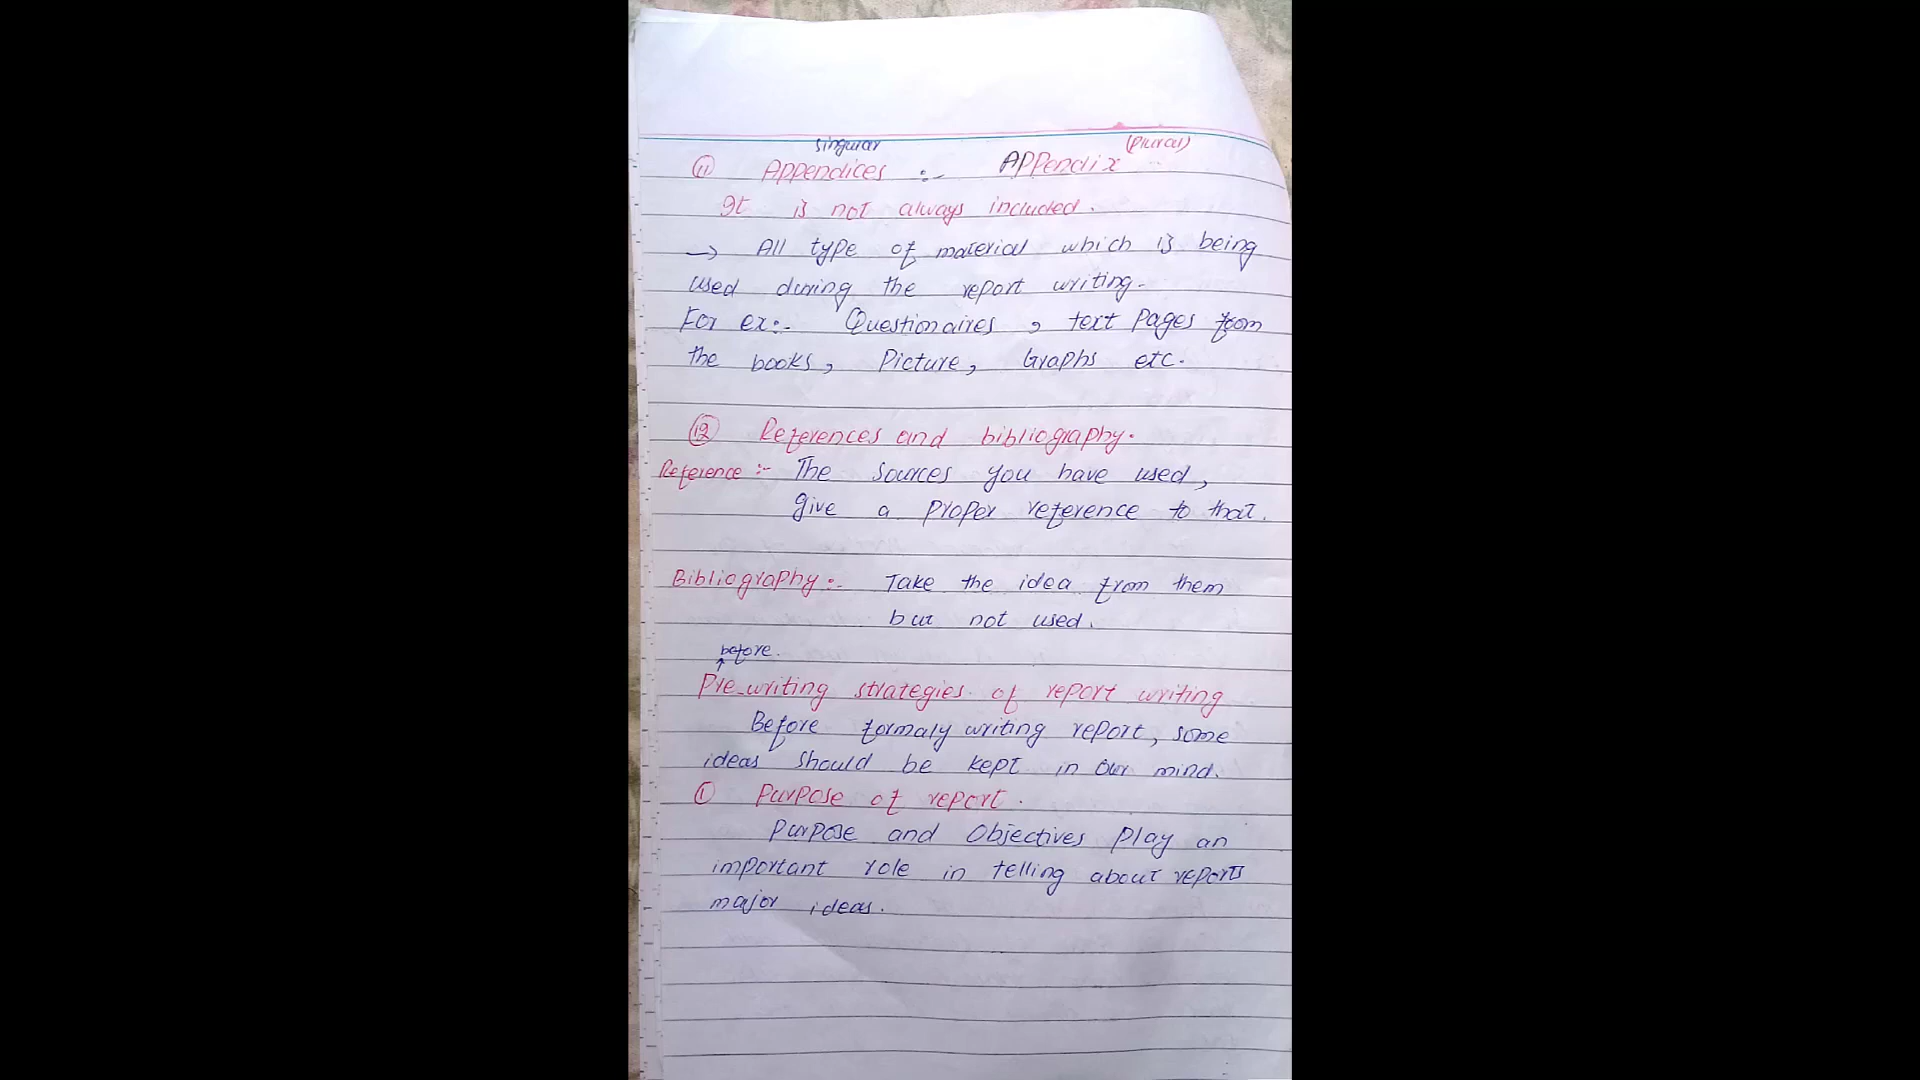 singular (Plural)
(11) Appendices :- Appendix
It is not always included.
→ All type of material which is being
used during the report writing.
For ex:- Questionaires, text pages from
the books, Picture, Graphs etc.
(12) References and bibliography.
Reference :- The sources you have used,
give a proper reference to that.
Bibliography :- Take the idea from them
but not used.
before.
↑
Pre-writing strategies of report writing
Before formaly writing report, some
ideas should be kept in our mind.
(1) Purpose of report.
Purpose and Objectives play an
important role in telling about reports
major ideas.